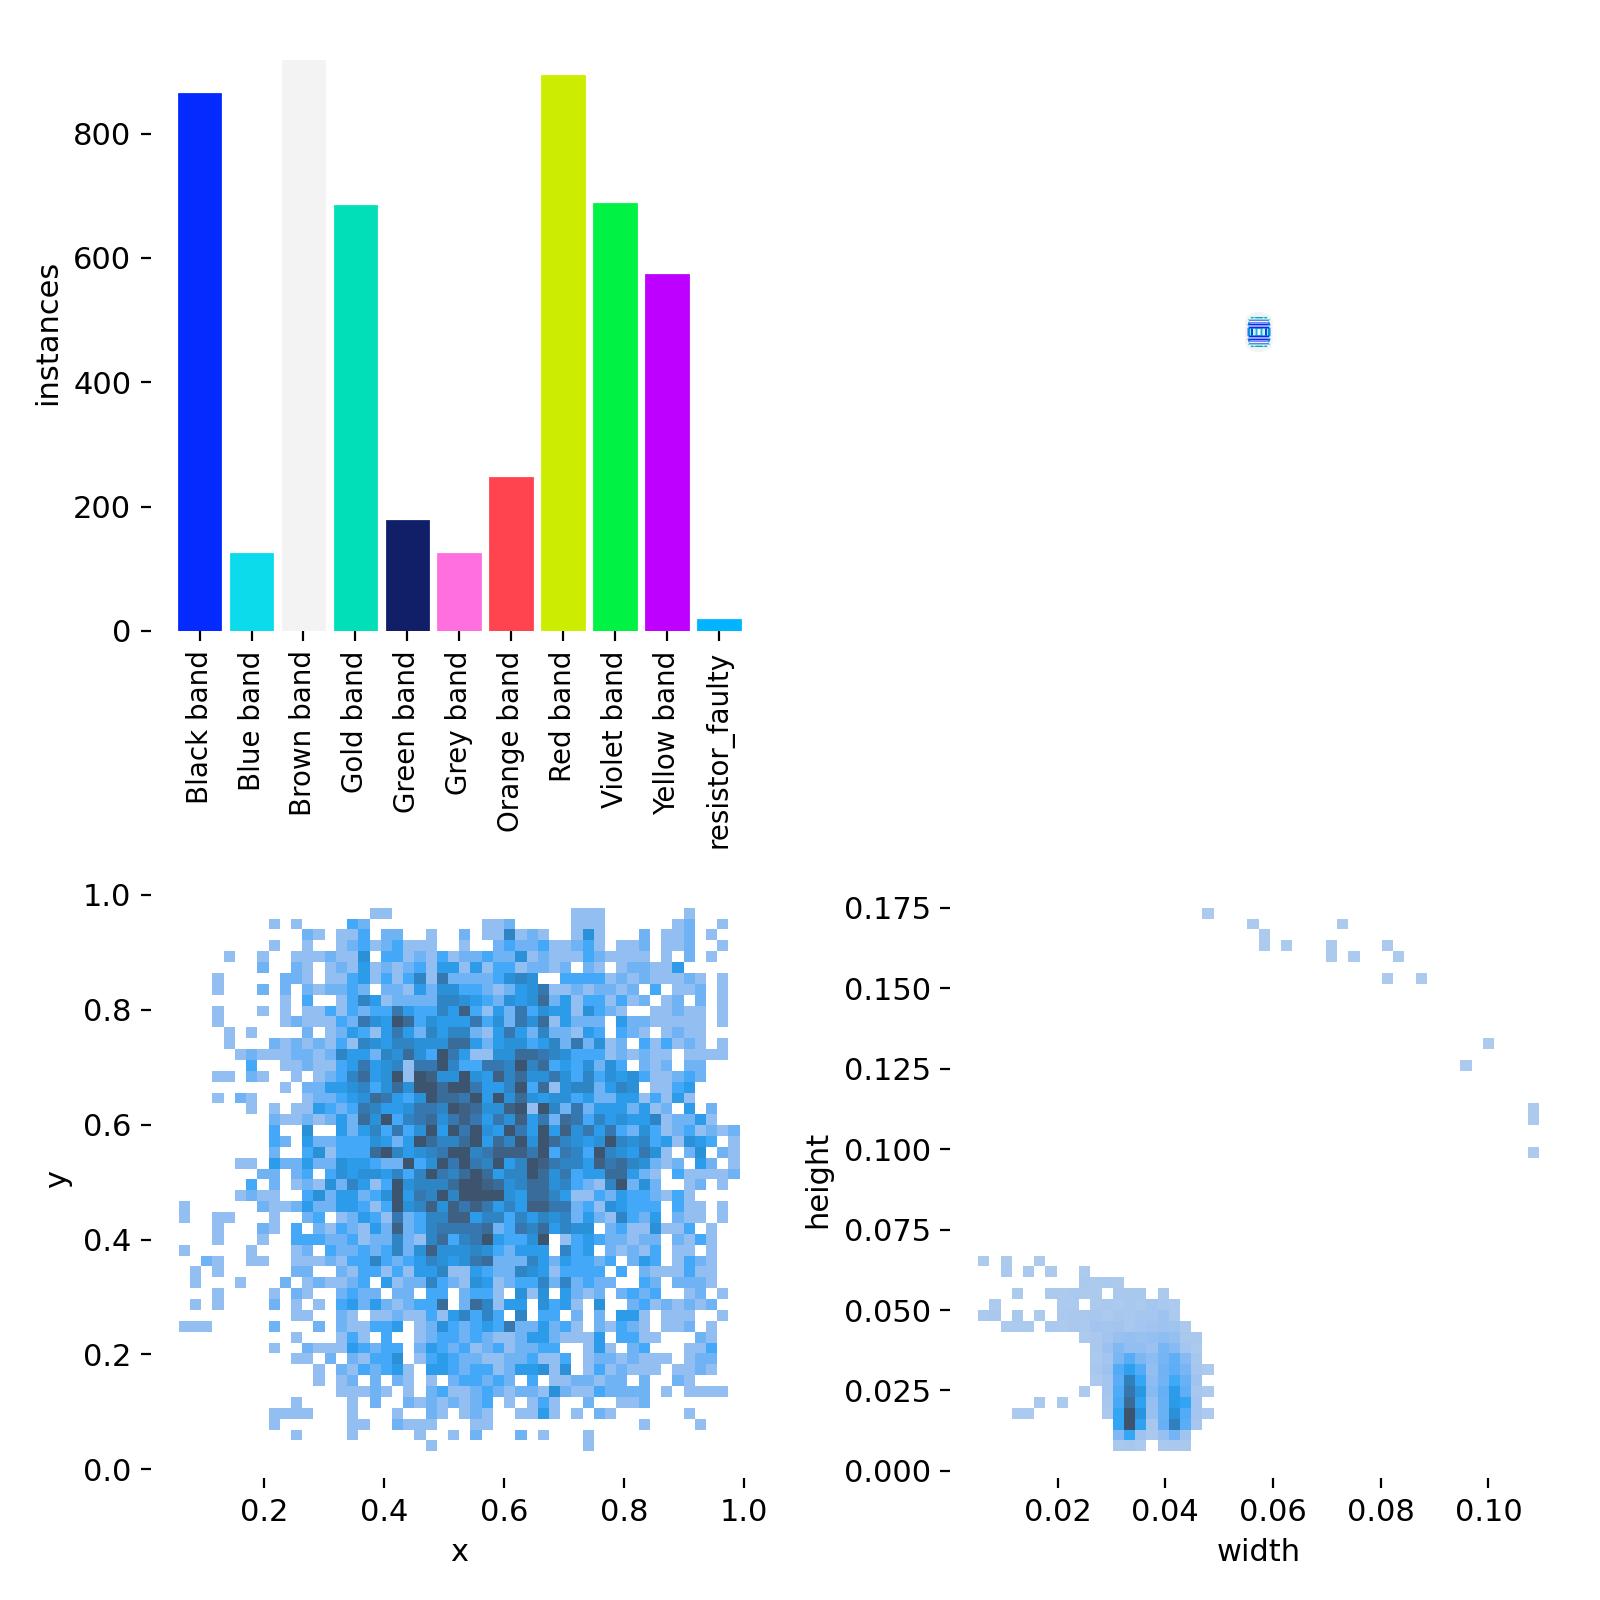 800
600
400
200
0
instances
Black band
Blue band
Brown band
Gold band
Green band
Grey band
Orange band
Red band
Violet band
Yellow band
resistor_faulty
1.0
0.8
0.6
0.4
0.2
0.0
y
0.2 0.4 0.6 0.8 1.0
x
0.175
0.150
0.125
0.100
0.075
0.050
0.025
0.000
height
0.02 0.04 0.06 0.08 0.10
width